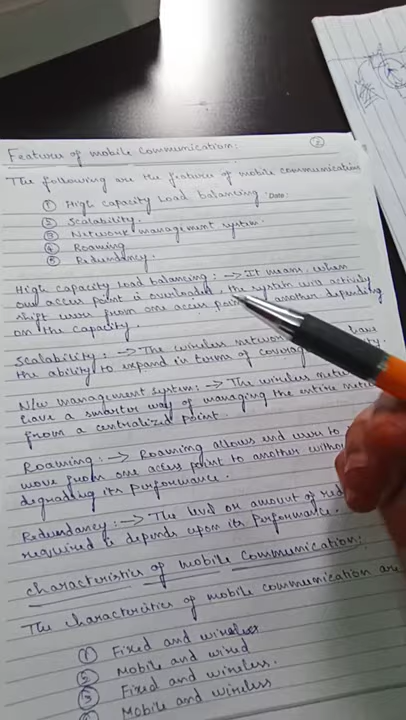 ②
Features of mobile communication:
The following are the features of mobile communication
① High capacity Load balancing.
② Scalability.
③ Network management system.
④ Roaming
⑤ Redundancy.
High capacity load balancing :→ It means, when
our access point is overloaded, the system will actively
shift user from one access point another depending
on the capacity.
Scalability :→ The wireless have
the ability to expand in terms of
N/w management system :→ The wireless
have a smarter way of managing the entire
from a centralized point.
Roaming :→ Roaming allows end users to
move from one access point to another
degrading its performance.
Redundancy :→ The level or amount of
required is depends upon its performance.
characteristics of mobile communication:
The characteristics of mobile communication are
① Fixed and
② Mobile and wired
③ Fixed and wireless.
Mobile and wireless